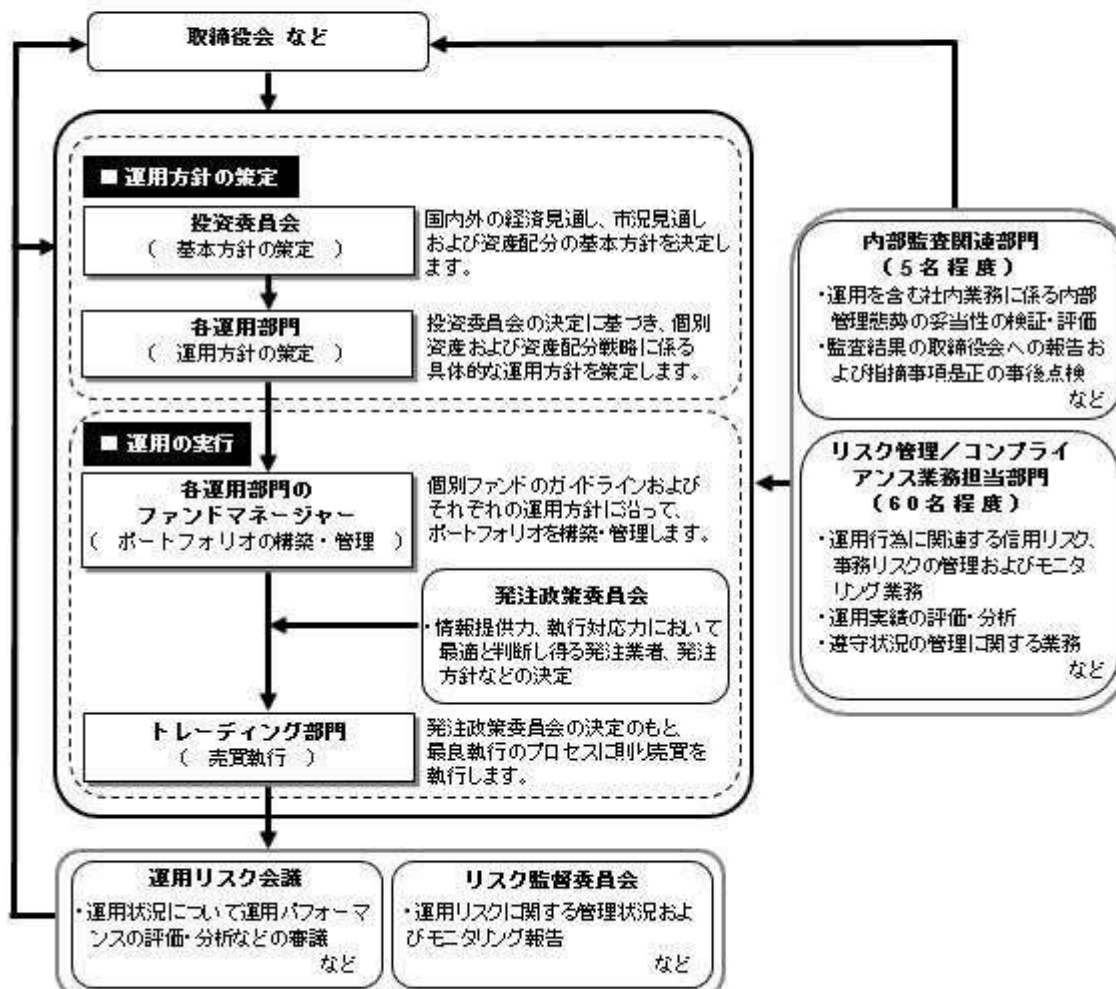 取締役会 など
■ 運用方針の策定
投資委員会
（ 基本方針の策定 ）
国内外の経済見通し、市況見通し
および資産配分の基本方針を決定し
ます。
各運用部門
（ 運用方針の策定 ）
投資委員会の決定に基づき、個別
資産および資産配分戦略に係る
具体的な運用方針を策定します。
■ 運用の実行
各運用部門の
ファンドマネージャー
（ ポートフォリオの構築・管理 ）
個別ファンドのガイドラインおよび
それぞれの運用方針に沿って、
ポートフォリオを構築・管理します。
発注政策委員会
・情報提供力、執行対応力において
最適と判断し得る発注業者、発注
方針などの決定
トレーディング部門
（ 売買執行 ）
発注政策委員会の決定のもと、
最良執行のプロセスに則り売買を
執行します。
内部監査関連部門
（5名程度）
・運用を含む社内業務に係る内部
管理態勢の妥当性の検証・評価
・監査結果の取締役会への報告お
よび指摘事項是正の事後点検
など
リスク管理／コンプライ
アンス業務担当部門
（60名程度）
・運用行為に関連する信用リスク、
事務リスクの管理およびモニタ
リング業務
・運用実績の評価・分析
・遵守状況の管理に関する業務
など
運用リスク会議
・運用状況について運用パフォーマ
ンスの評価・分析などの審議
など
リスク監督委員会
・運用リスクに関する管理状況およ
びモニタリング報告
など